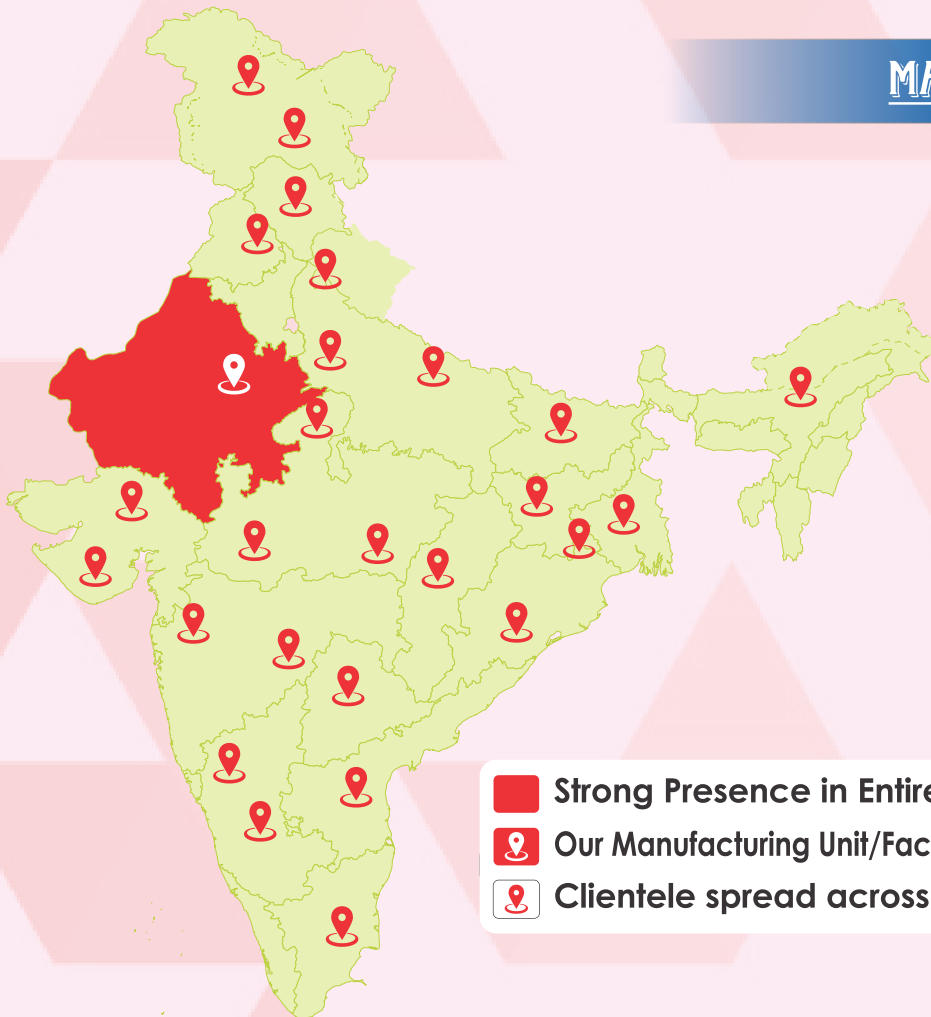 MA
Strong Presence in Entire
Our Manufacturing Unit/Fac
Clientele spread across